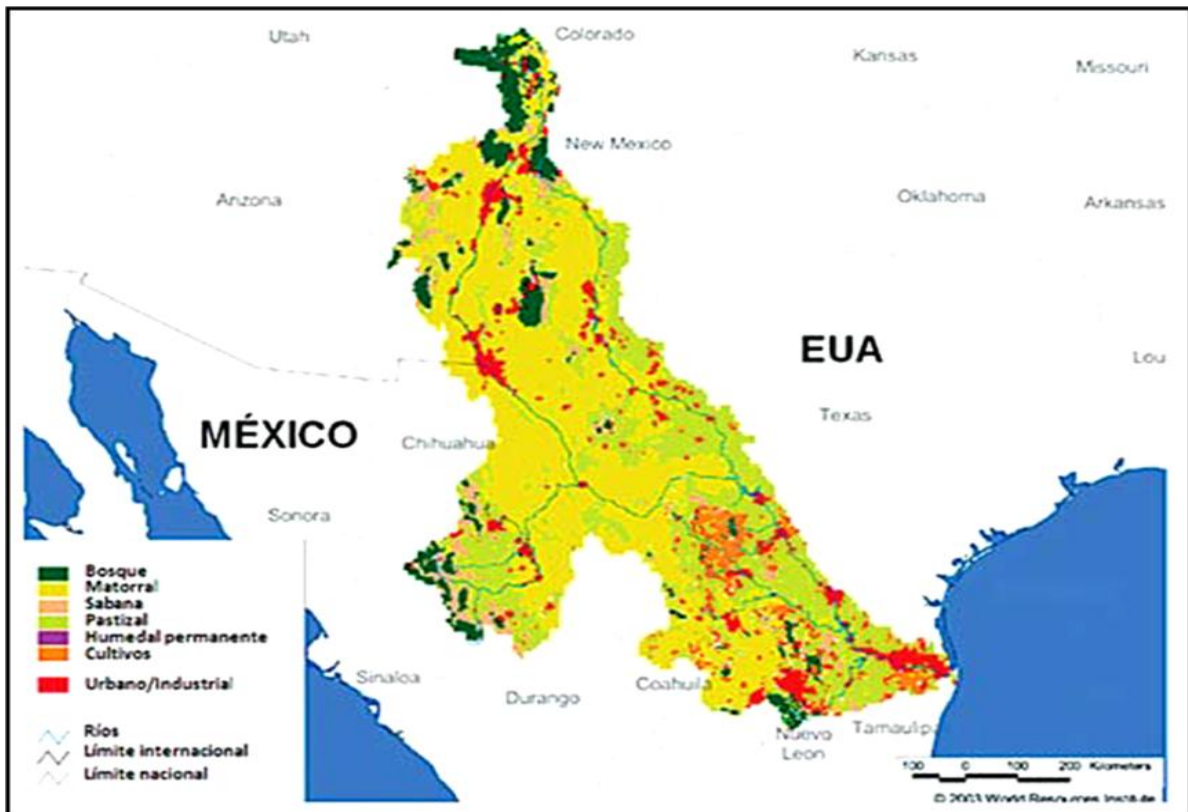 Utah
Colorado
Kansas
Missouri
New Mexico
Arizona
Oklahoma
Arkansas
EUA
Lou
Texas
MÉXICO
Chihuahua
Sonora
Bosque
Matorral
Sabana
Pastizal
Humedal permanente
Cultivos
Urbano/Industrial
Ríos
Límite internacional
Límite nacional
Sinaloa
Durango
Coahuila
Nuevo
Leon
Tamaulipa
100 0 100 200 Kilometers
© 2003 World Resources Institute